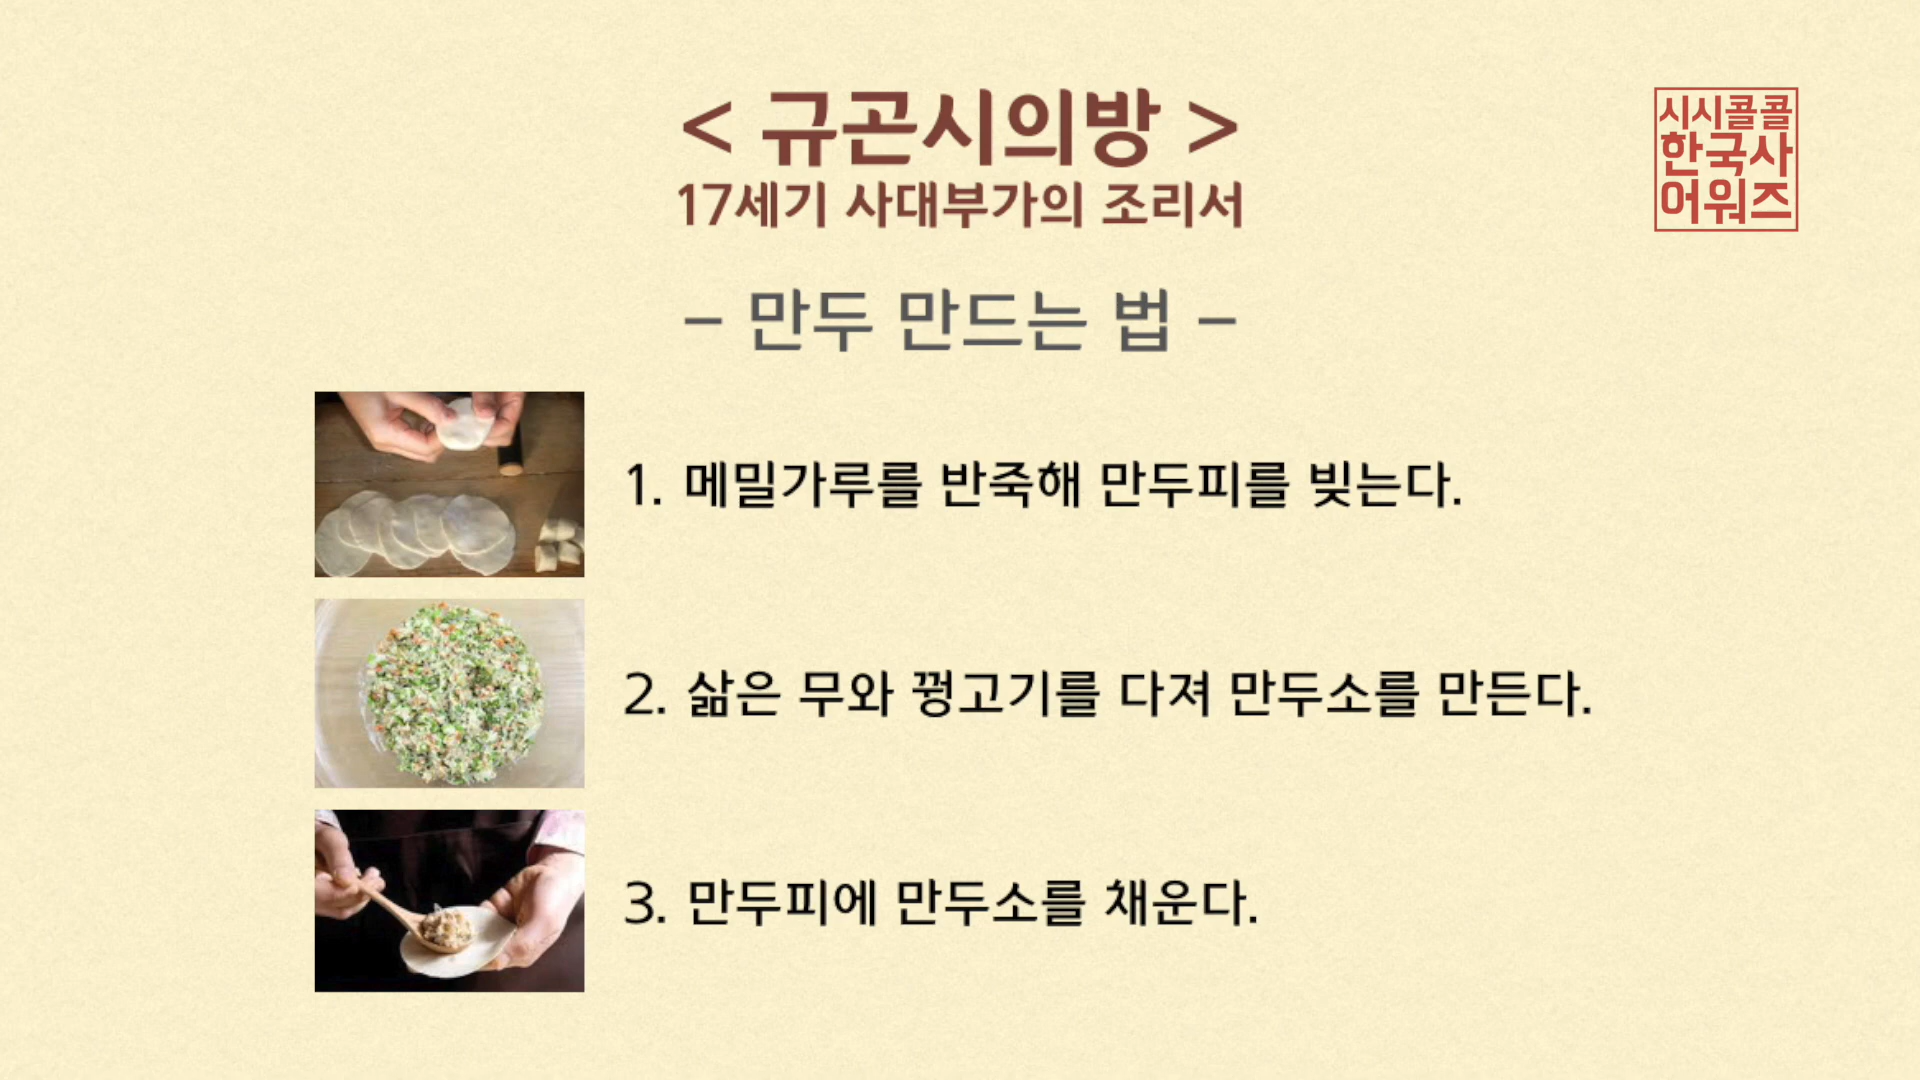 < 규곤시의방 >
17세기 사대부가의 조리서
시시콜콜
한국사
어워즈
– 만두 만드는 법 –
1. 메밀가루를 반죽해 만두피를 빚는다.
2. 삶은 무와 꿩고기를 다져 만두소를 만든다.
3. 만두피에 만두소를 채운다.